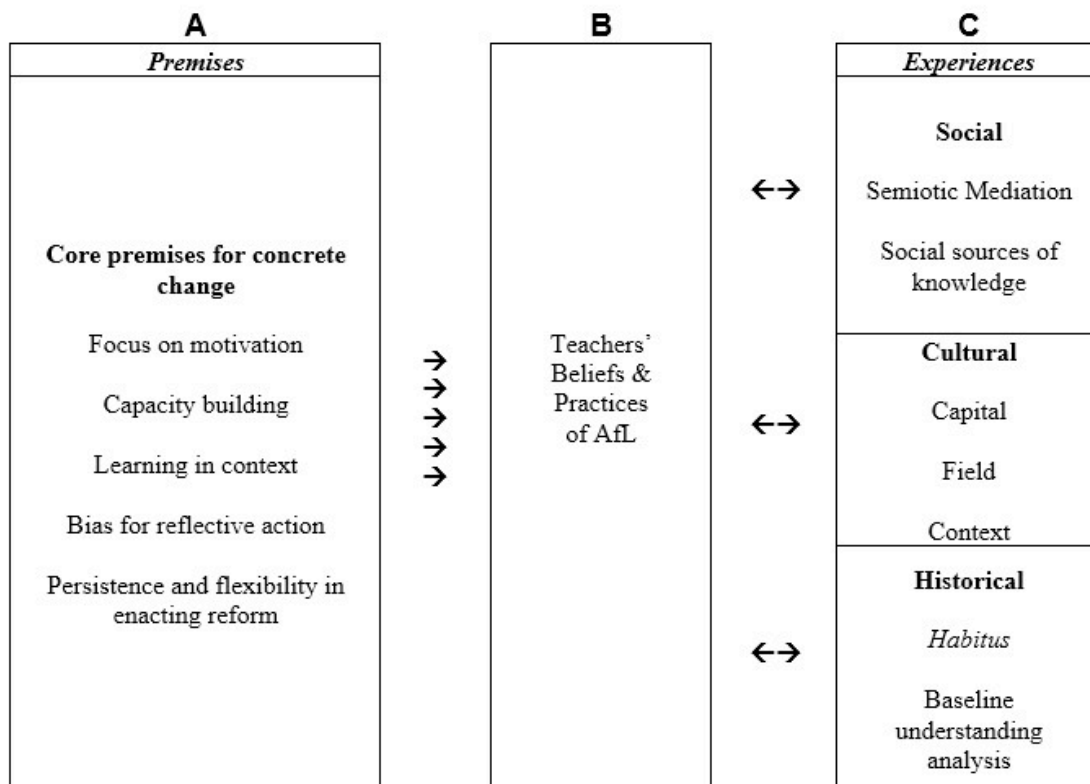 A
B
C
Premises
Experiences
Core premises for concrete
change
Focus on motivation
Capacity building
Learning in context
Bias for reflective action
Persistence and flexibility in
enacting reform
Teachers’
Beliefs &
Practices
of AfL
Social
Semiotic Mediation
Social sources of
knowledge
Cultural
Capital
Field
Context
Historical
Habitus
Baseline
understanding
analysis